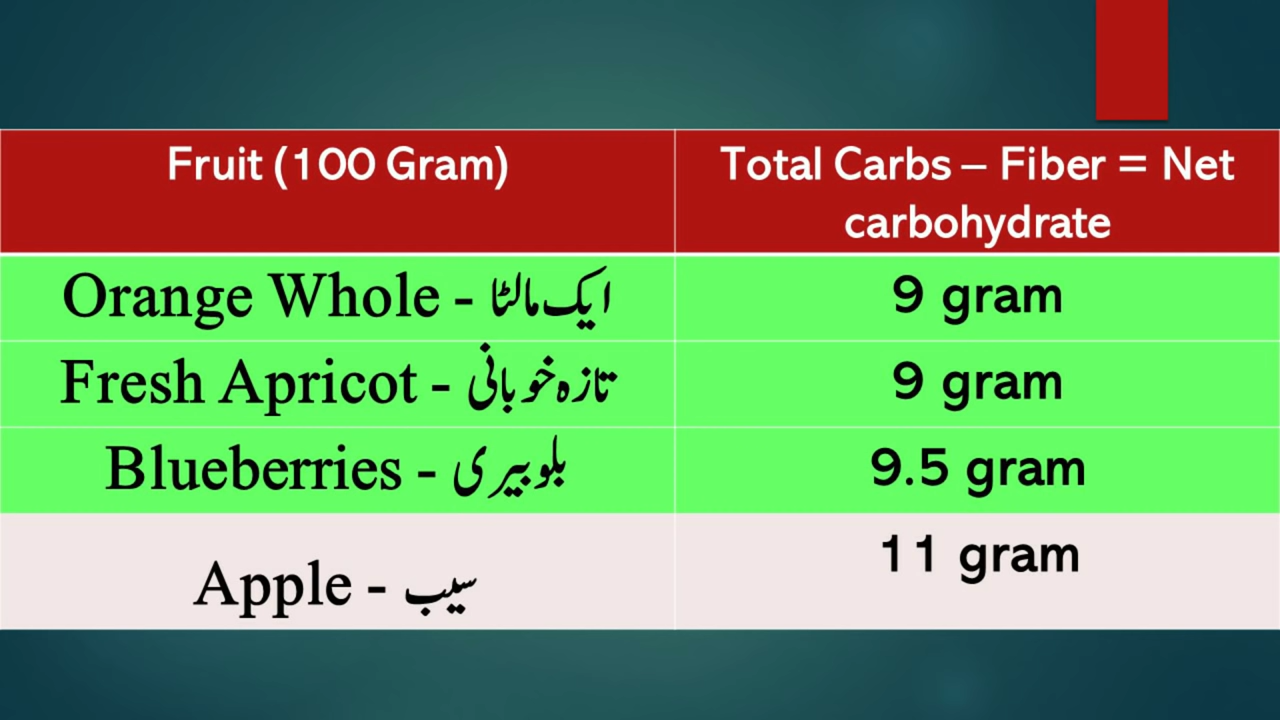 Fruit (100 Gram)
Total Carbs – Fiber = Net
carbohydrate
Orange Whole - ایک مالٹا
9 gram
Fresh Apricot - تازہ خوبانی
9 gram
Blueberries - بلوبیری
9.5 gram
Apple - سیب
11 gram